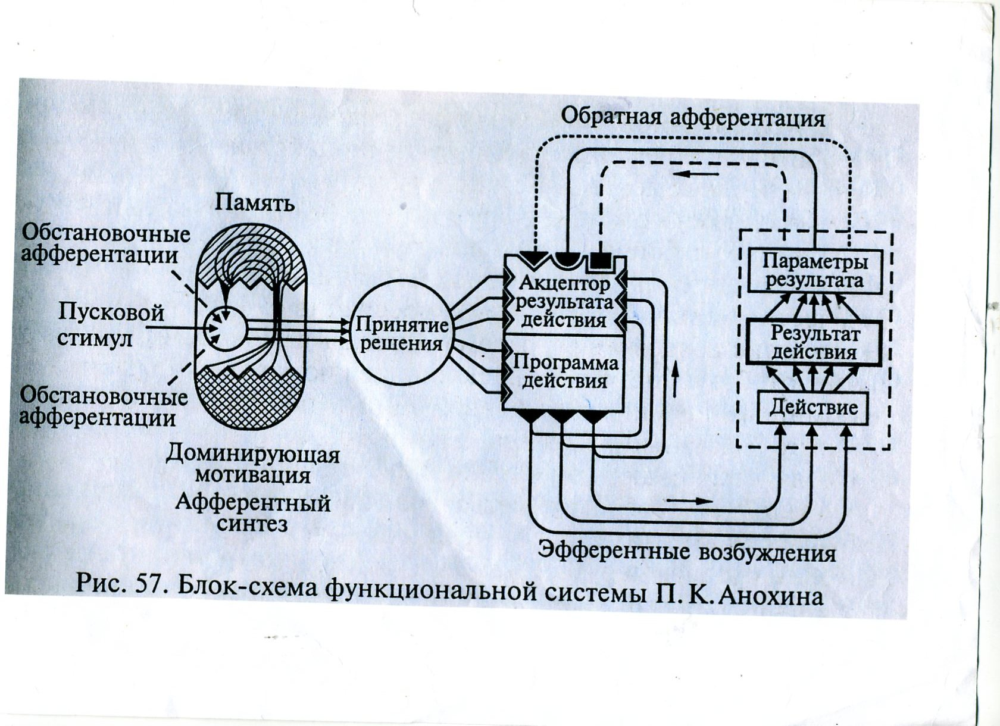 Обратная афферентация
Память
Обстановочные
афферентации
Пусковой
стимул
Обстановочные
афферентации
Доминирующая
мотивация
Афферентный
синтез
Принятие
решения
Акцептор
результата
действия
Программа
действия
Параметры
результата
Результат
действия
Действие
Эфферентные возбуждения
Рис. 57. Блок-схема функциональной системы П. К. Анохина